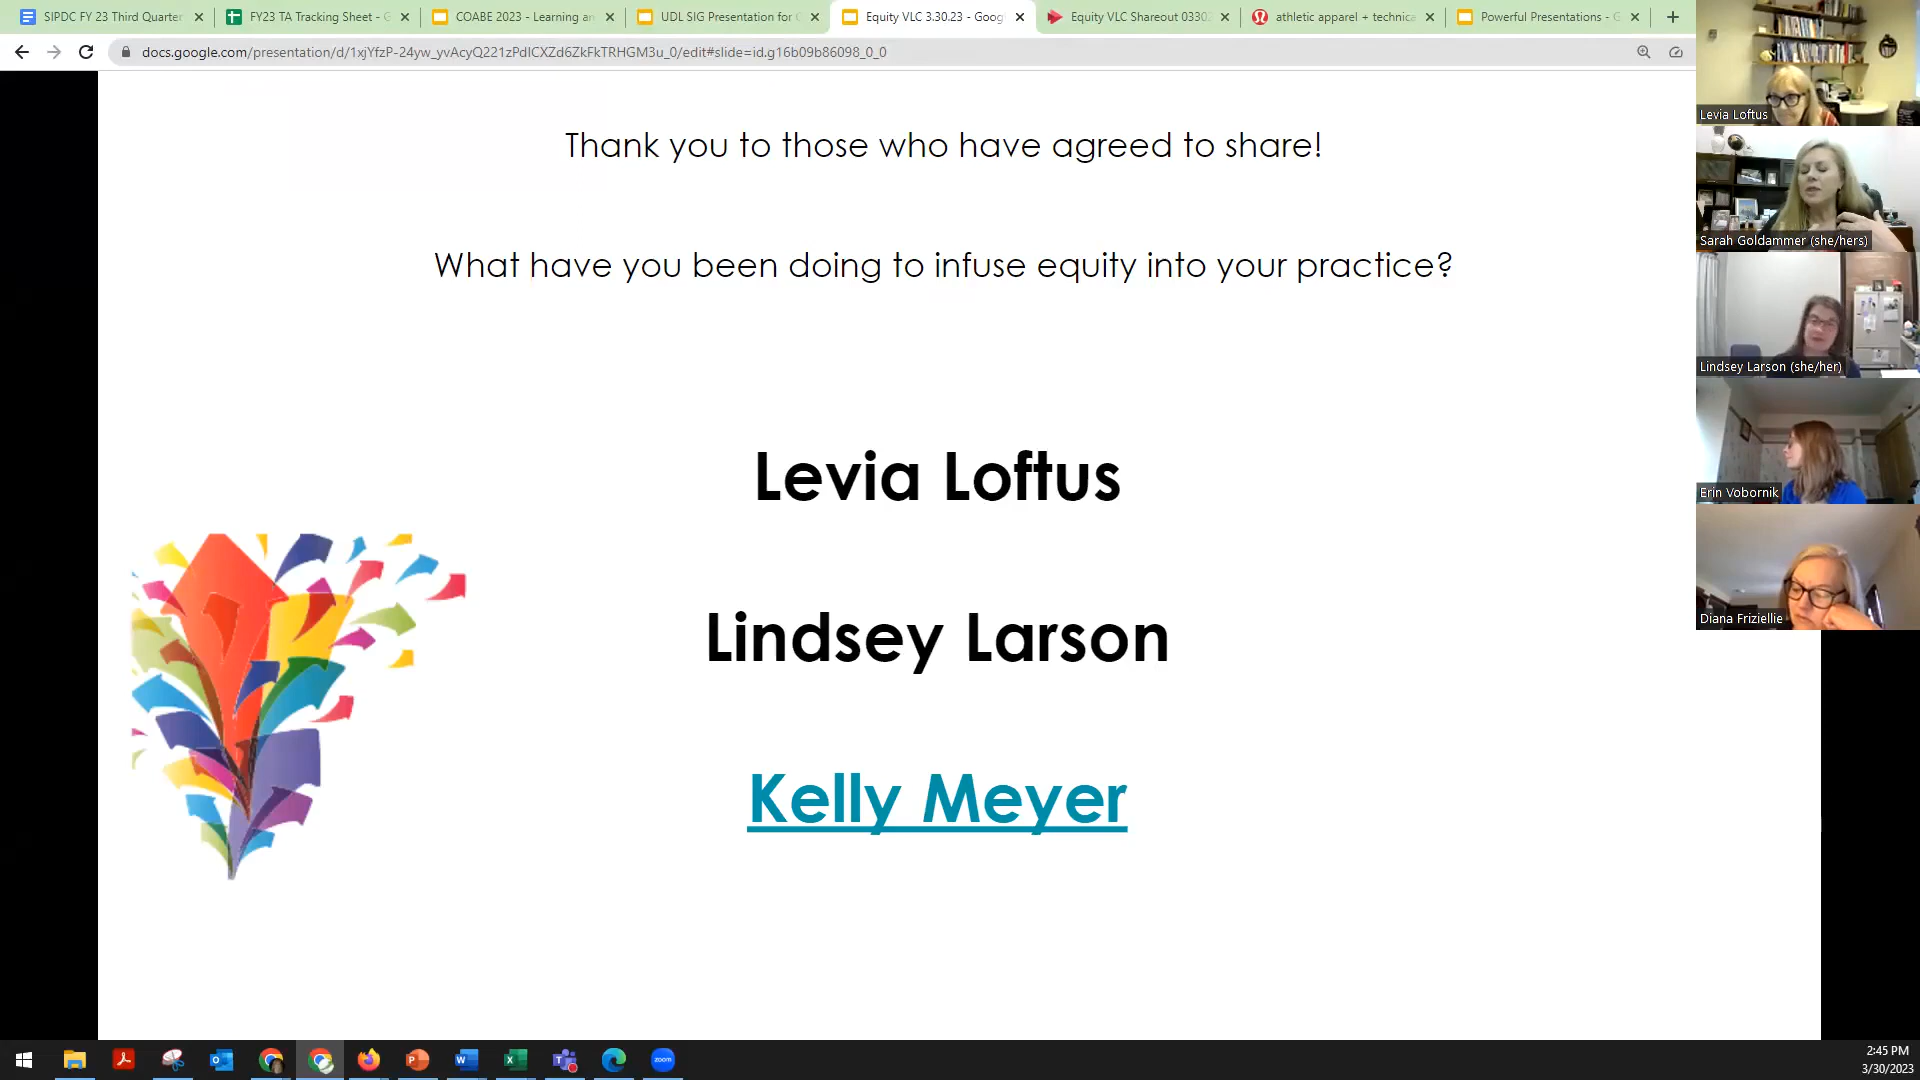 SIPDC FY 23 Third Quarter
FY23 TA Tracking Sheet - G
COABE 2023 - Learning an
UDL SIG Presentation for
Equity VLC 3.30.23 - Goog
Equity VLC Shareout 0330
athletic apparel + technica
Powerful Presentations - G
docs.google.com/presentation/d/1xjYfzP-24yw_yvAcyQ221zPdICXZd6ZkFkTRHGM3u_0/edit#slide=id.g16b09b86098_0_0
Thank you to those who have agreed to share!
What have you been doing to infuse equity into your practice?
Levia Loftus
Lindsey Larson
Kelly Meyer
Levia Loftus
Sarah Goldammer (she/hers)
Lindsey Larson (she/her)
Erin Vobornik
Diana Friziellie
zoom
2:45 PM
3/30/2023